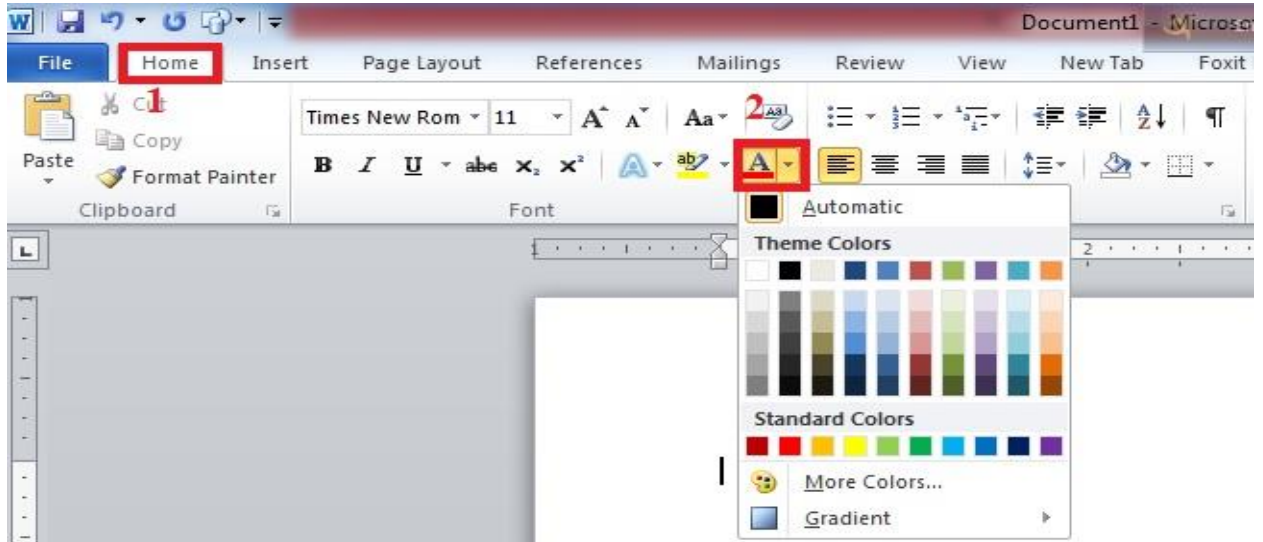 Document1 - Microso
File Home Insert Page Layout References Mailings Review View New Tab Foxit
1
Cut
Copy
Format Painter
Paste
Clipboard
Times New Rom 11
Aa
2
B I U abc x₂ x²
Font
Automatic
Theme Colors
Standard Colors
More Colors...
Gradient
1
2